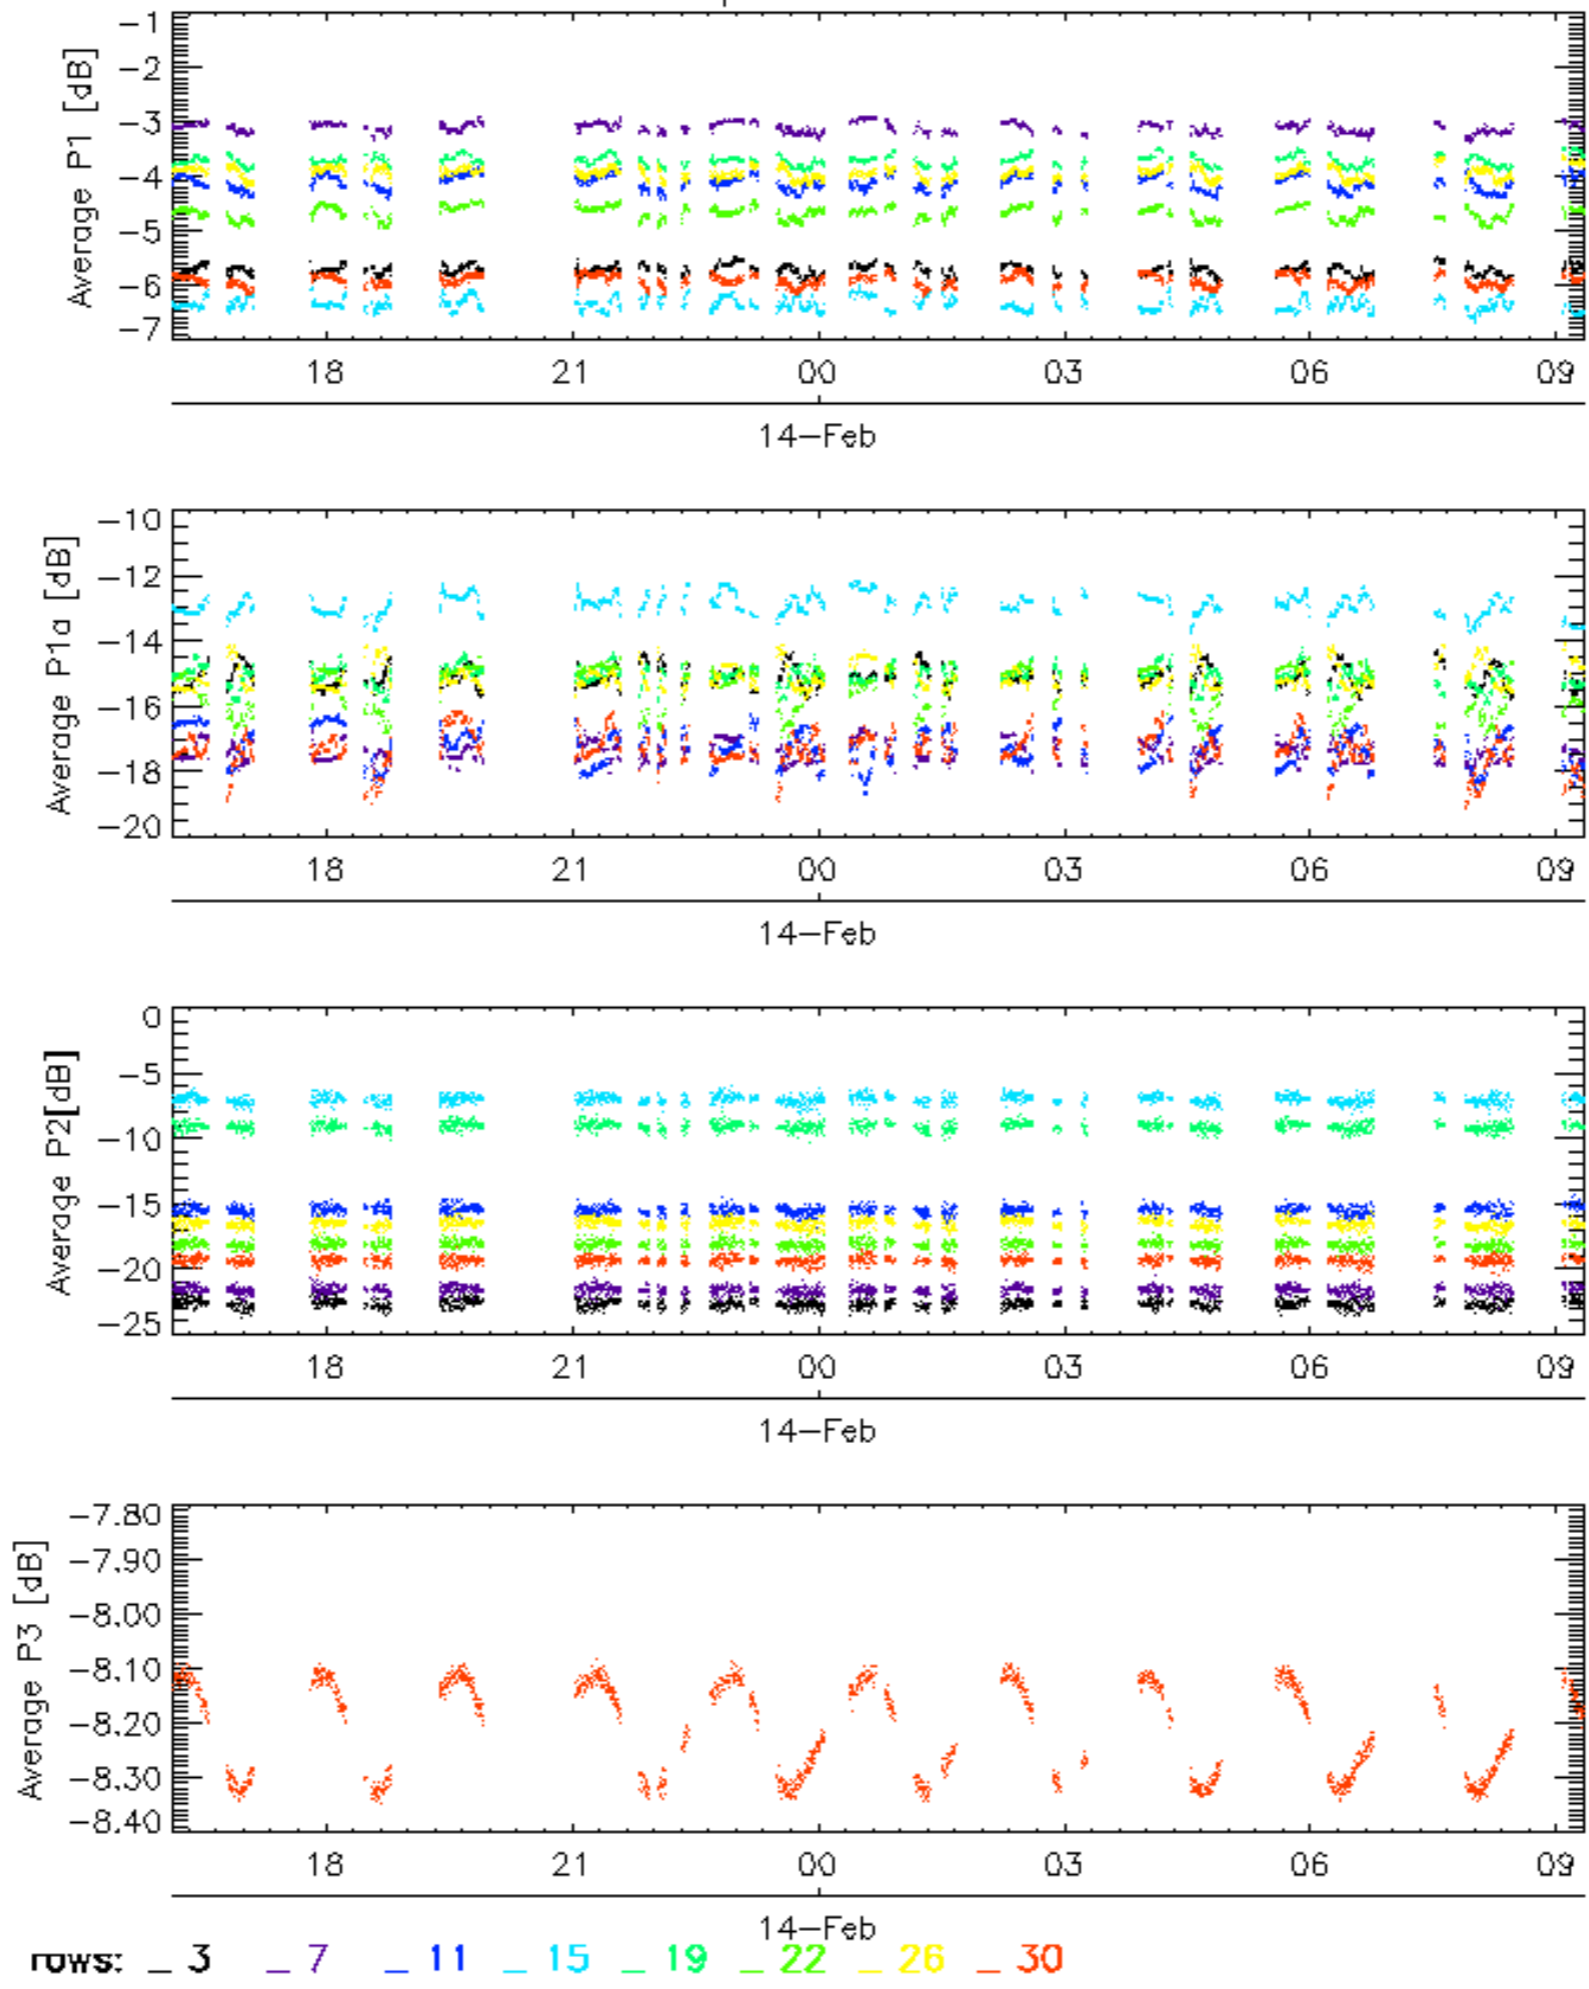 Average P1 [dB]
−1
−2
−3
−4
−5
−6
−7
18 21 00 03 06 09
14−Feb
Average P1a [dB]
−10
−12
−14
−16
−18
−20
18 21 00 03 06 09
14−Feb
Average P2[dB]
0
−5
−10
−15
−20
−25
18 21 00 03 06 09
14−Feb
Average P3 [dB]
−7.80
−7.90
−8.00
−8.10
−8.20
−8.30
−8.40
18 21 00 03 06 09
14−Feb
rows: _ 3 _ 7 _ 11 _ 15 _ 19 _ 22 _ 26 _ 30